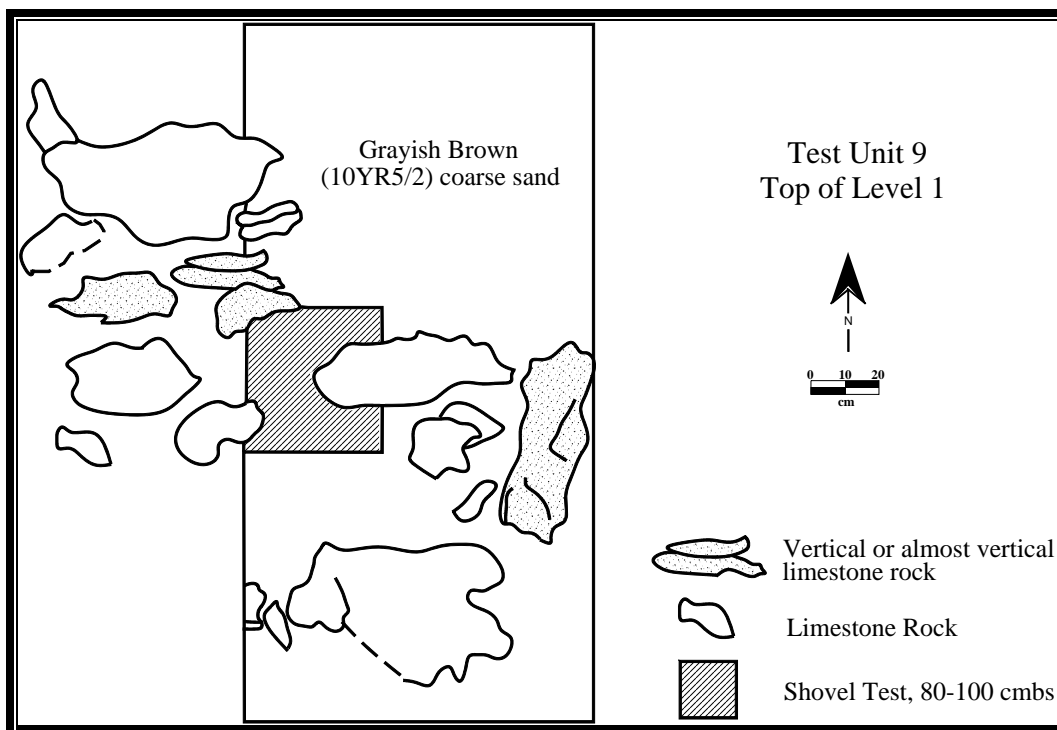 Grayish Brown
(10YR5/2) coarse sand
Test Unit 9
Top of Level 1
N
0 10 20
cm
Vertical or almost vertical
limestone rock
Limestone Rock
Shovel Test, 80-100 cmbs